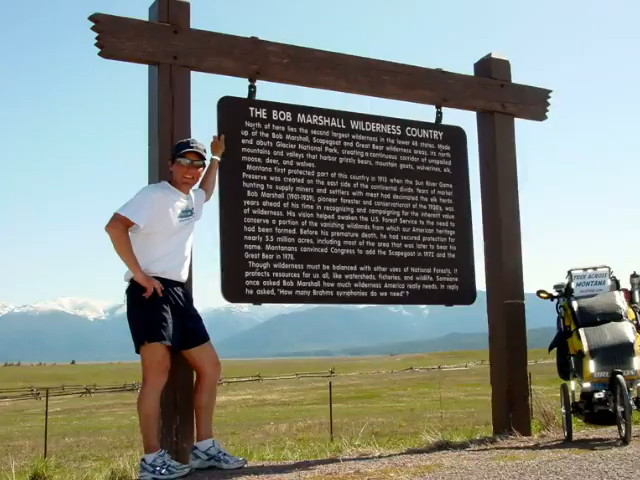 THE BOB MARSHALL WILDERNESS COUNTRY
North of here lies the second largest wilderness in the lower 48 states. Made
up of the Bob Marshall, Scapegoat and Great Bear wilderness areas, its north
end abuts Glacier National Park, creating a continuous corridor of unspoiled
mountains and valleys that harbor grizzly bears, mountain goats, wolverines, elk,
moose, deer, and wolves.
Montana first protected part of this country in 1913 when the Sun River Game
Preserve was created on the east side of the continental divide. Years of market
hunting to supply miners and settlers with meat had decimated the elk herds.
Bob Marshall (1901-1939), pioneer forester and conservationist of the 1930's, was
years ahead of his time in recognizing and campaigning for the inherent value
of wilderness. His vision helped awaken the U.S. Forest Service to the need to
conserve a portion of the vanishing wildlands from which our American heritage
had been formed. Before his premature death, he had secured protection for
nearly 5.5 million acres, including most of the area that was later to bear his
name. Montanans convinced Congress to add the Scapegoat in 1972 and the
Great Bear in 1978.
Though wilderness must be balanced with other uses of National Forests, it
protects resources for us all, like watersheds, fisheries, and wildlife. Someone
once asked Bob Marshall how much wilderness America really needs. In reply
he asked, "How many Brahms symphonies do we need"?
TREK ACROSS
MONTANA